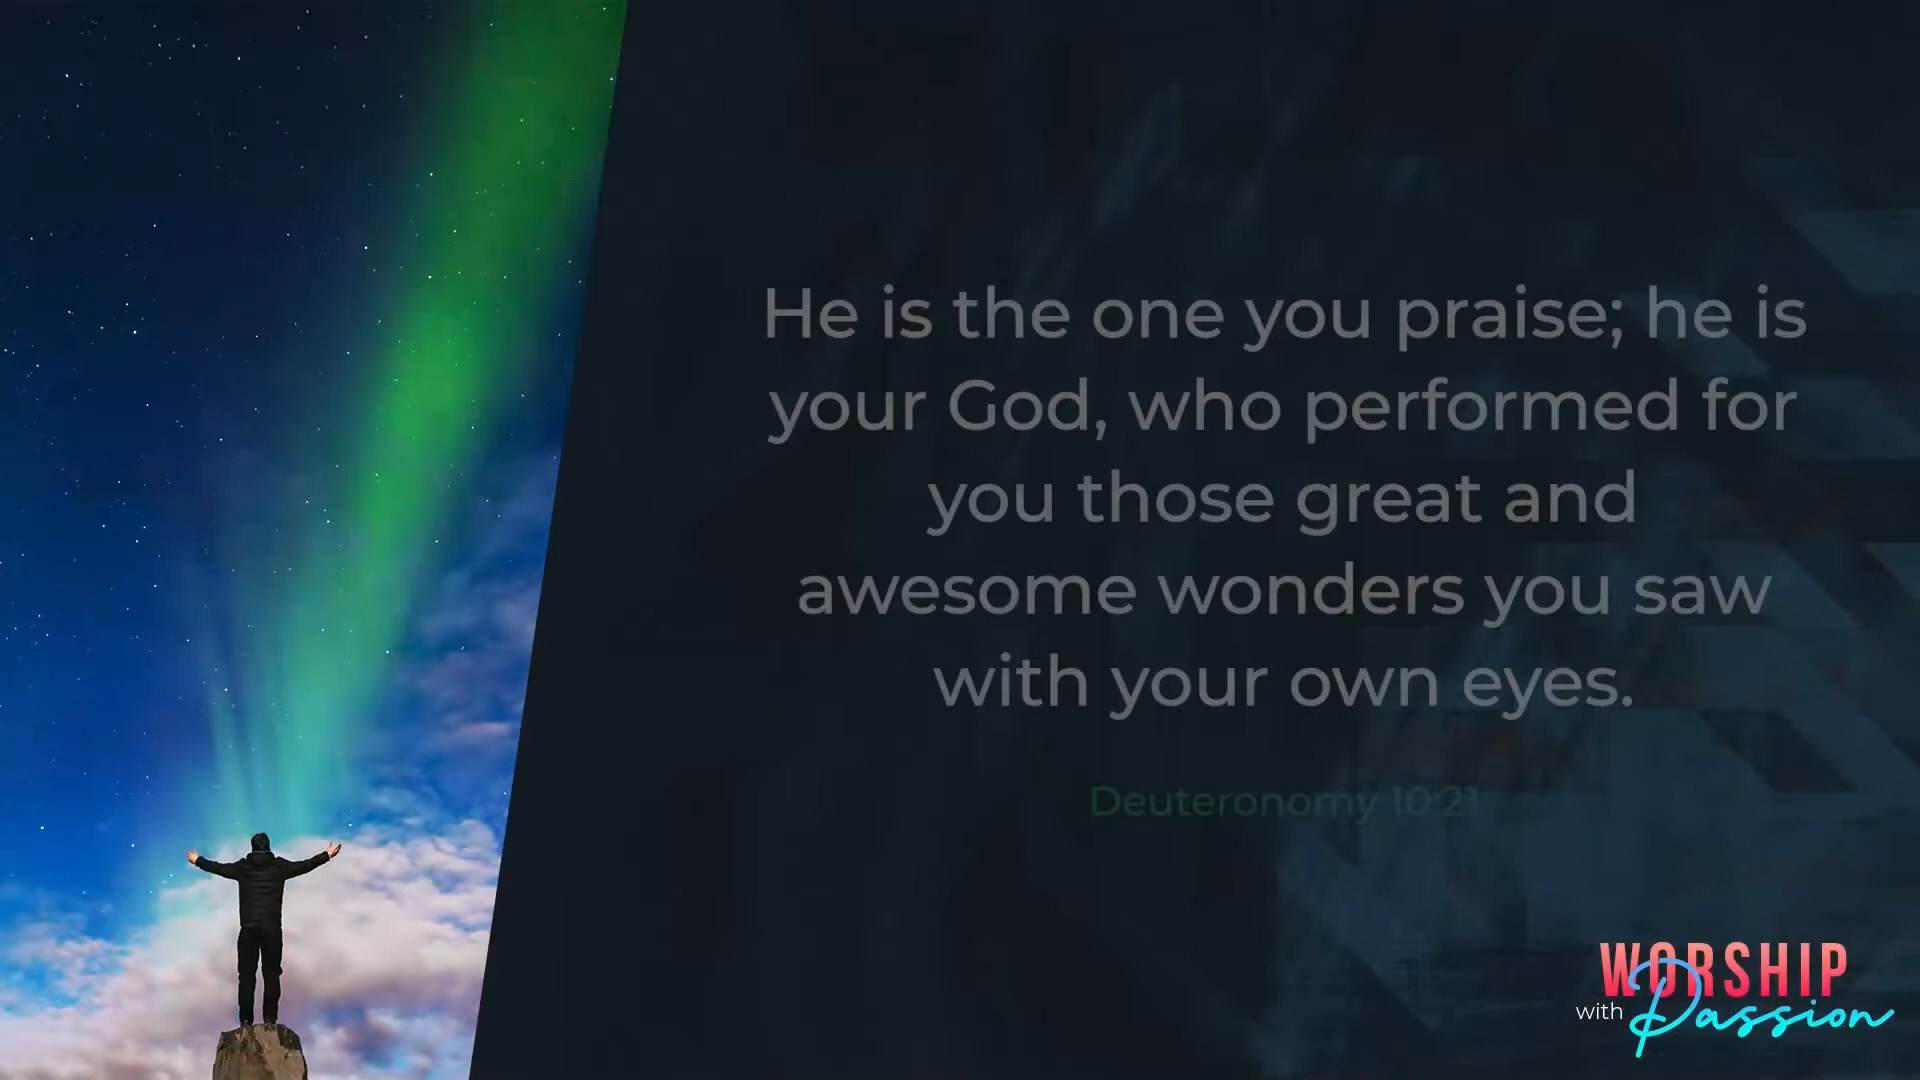 He is the one you praise; he is
your God, who performed for
you those great and
awesome wonders you saw
with your own eyes.
Deuteronomy 10:21
WORSHIP
with Passion